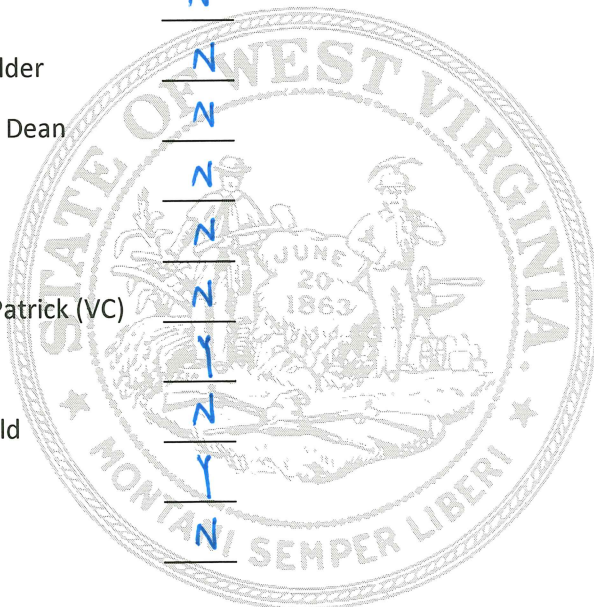 N
lder N
Dean N
N
N
Patrick (VC) N
Y
ld N
Y
N
STATE OF WEST VIRGINIA
JUNE
20
1863
MONTANI SEMPER LIBERI